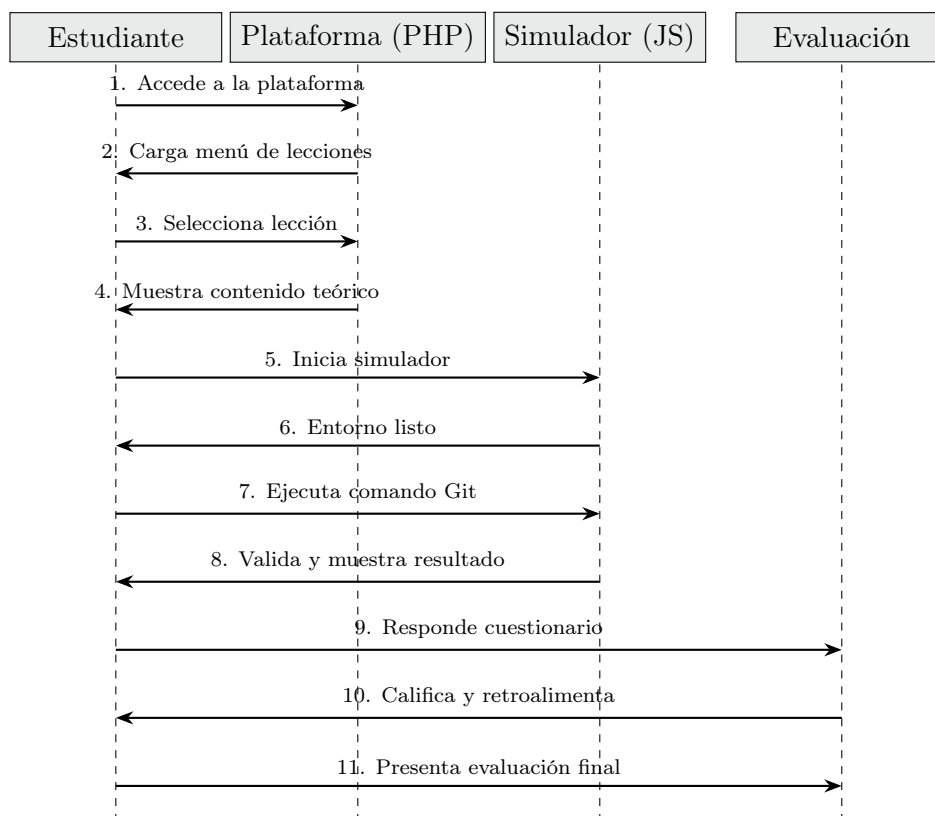 Estudiante
Plataforma (PHP)
Simulador (JS)
Evaluación
1. Accede a la plataforma
2. Carga menú de lecciones
3. Selecciona lección
4. Muestra contenido teórico
5. Inicia simulador
6. Entorno listo
7. Ejecuta comando Git
8. Valida y muestra resultado
9. Responde cuestionario
10. Califica y retroalimenta
11. Presenta evaluación final